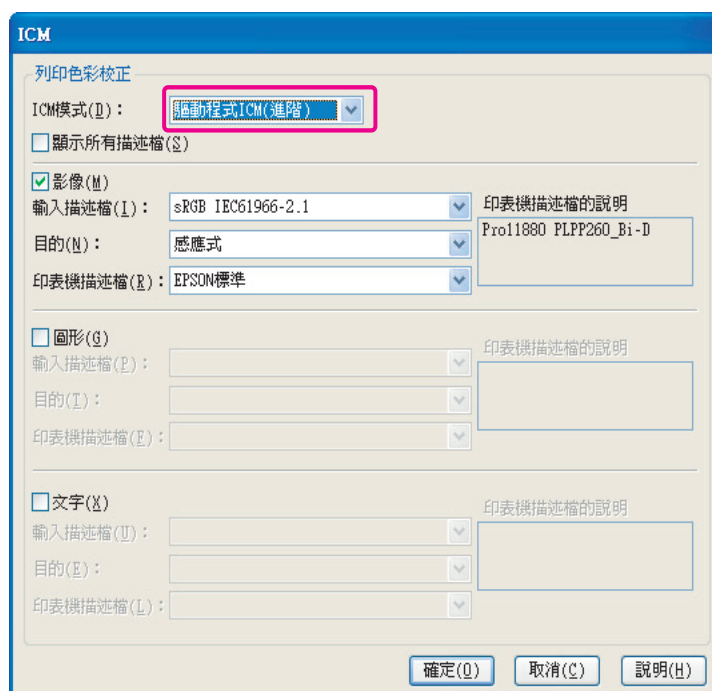 ICM
列印色彩校正
ICM模式(D)： 驅動程式ICM(進階)
顯示所有描述檔(S)
影像(M)
輸入描述檔(I)： sRGB IEC61966-2.1
印表機描述檔的說明
Pro11880 PLPP260_Bi-D
目的(N)： 感應式
印表機描述檔(R)： EPSON標準
圖形(G)
輸入描述檔(P)：
印表機描述檔的說明
目的(T)：
印表機描述檔(F)：
文字(X)
輸入描述檔(U)：
印表機描述檔的說明
目的(E)：
印表機描述檔(L)：
確定(O) 取消(C) 說明(H)